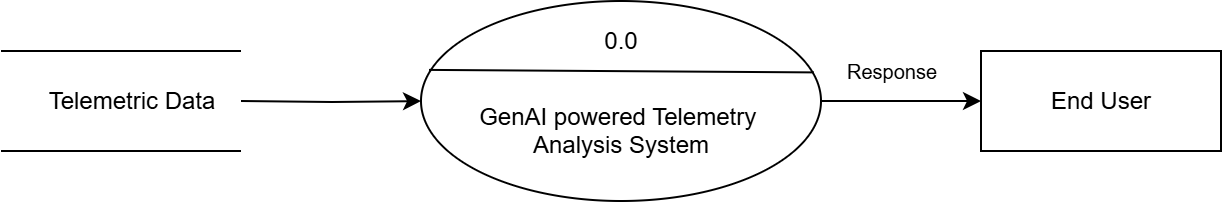 0.0
Telemetric Data
GenAI powered Telemetry
Analysis System
Response
End User